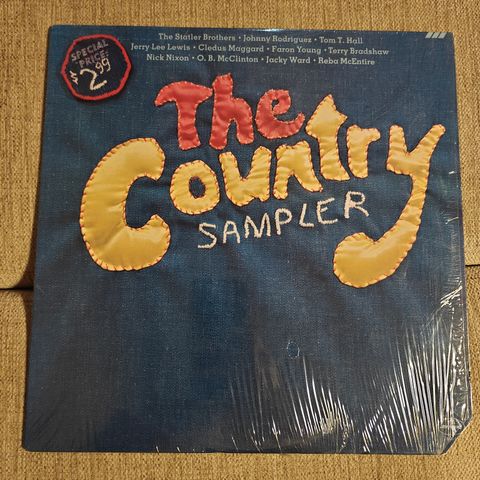 The Statler Brothers • Johnny Rodriguez • Tom T. Hall
Jerry Lee Lewis • Cledus Maggard • Faron Young • Terry Bradshaw
Nick Nixon • O. B. McClinton • Jacky Ward • Reba McEntire
SPECIAL
PRICE:
$2.99
The
Country
SAMPLER